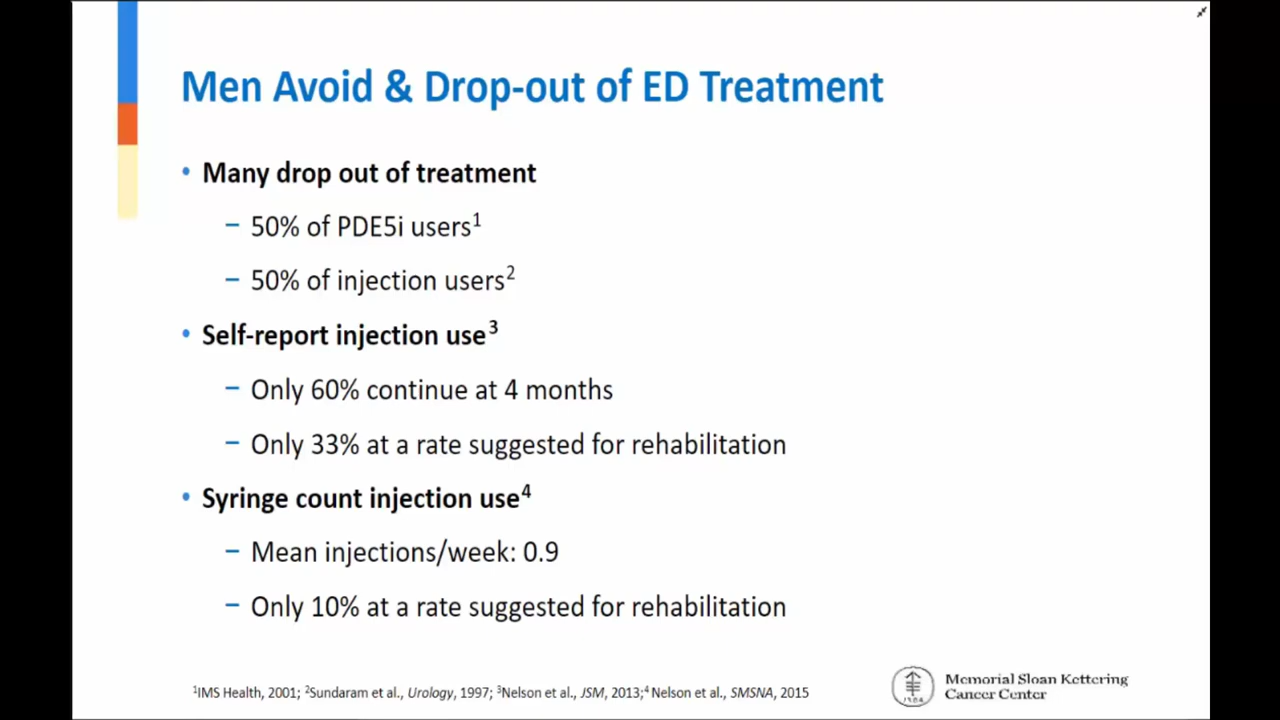 Men Avoid & Drop-out of ED Treatment
• Many drop out of treatment
– 50% of PDE5i users¹
– 50% of injection users²
• Self-report injection use³
– Only 60% continue at 4 months
– Only 33% at a rate suggested for rehabilitation
• Syringe count injection use⁴
– Mean injections/week: 0.9
– Only 10% at a rate suggested for rehabilitation
¹IMS Health, 2001; ²Sundaram et al., Urology, 1997; ³Nelson et al., JSM, 2013;⁴ Nelson et al., SMSNA, 2015
Memorial Sloan Kettering
Cancer Center